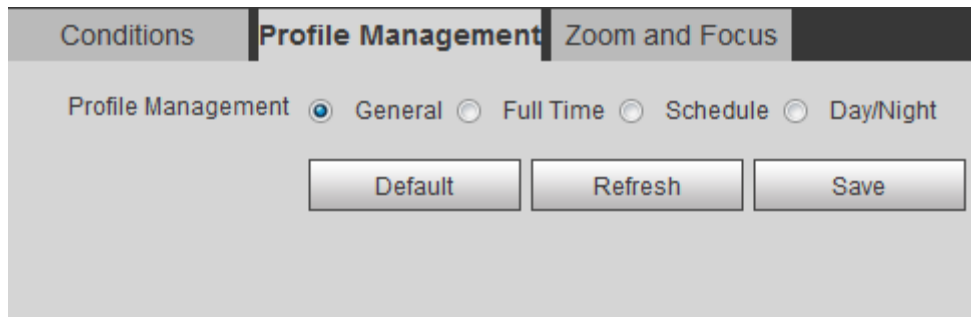 Conditions Profile Management Zoom and Focus
Profile Management General Full Time Schedule Day/Night
Default Refresh Save